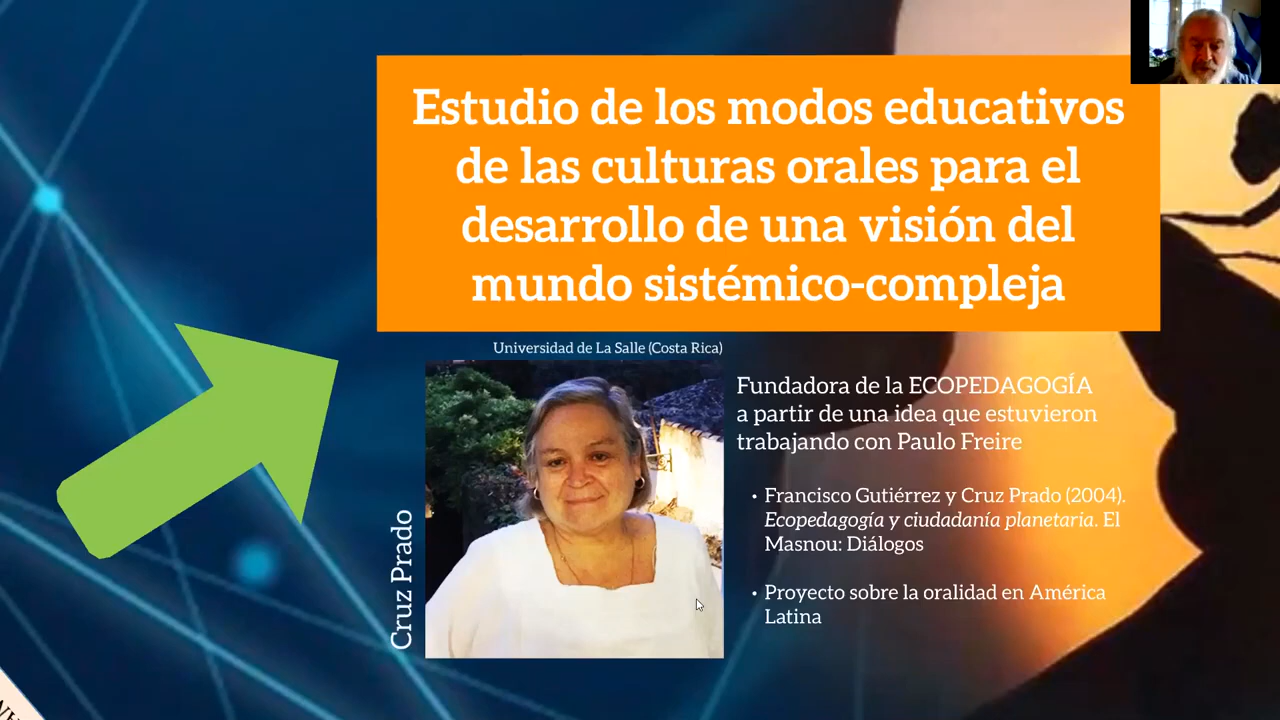 Estudio de los modos educativos
de las culturas orales para el
desarrollo de una visión del
mundo sistémico-compleja
Universidad de La Salle (Costa Rica)
Cruz Prado
Fundadora de la ECOPEDAGOGÍA
a partir de una idea que estuvieron
trabajando con Paulo Freire
• Francisco Gutiérrez y Cruz Prado (2004).
Ecopedagogía y ciudadanía planetaria. El
Masnou: Diálogos
• Proyecto sobre la oralidad en América
Latina